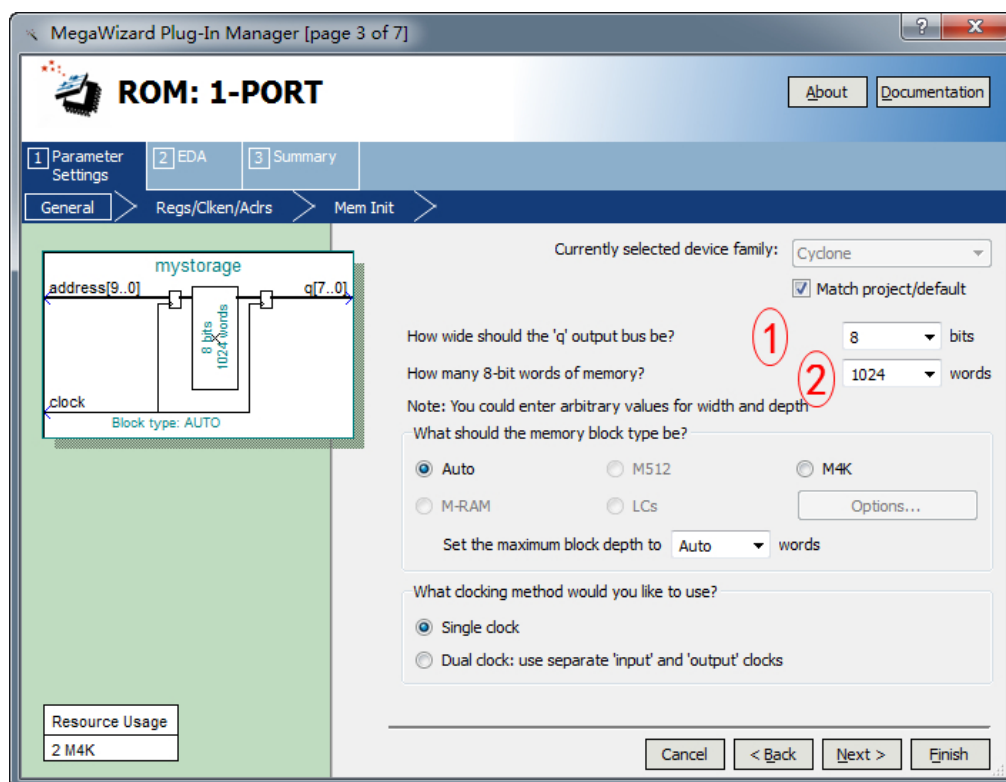 MegaWizard Plug-In Manager [page 3 of 7]
ROM: 1-PORT
About
Documentation
1 Parameter Settings
2 EDA
3 Summary
General
Regs/Clken/Aclrs
Mem Init
mystorage
address[9..0]
q[7..0]
8 bits
1024 words
clock
Block type: AUTO
Currently selected device family:
Cyclone
Match project/default
How wide should the 'q' output bus be?
1
8
bits
How many 8-bit words of memory?
2
1024
words
Note: You could enter arbitrary values for width and depth
What should the memory block type be?
Auto
M512
M4K
M-RAM
LCs
Options...
Set the maximum block depth to
Auto
words
What clocking method would you like to use?
Single clock
Dual clock: use separate 'input' and 'output' clocks
Resource Usage
2 M4K
Cancel
< Back
Next >
Finish